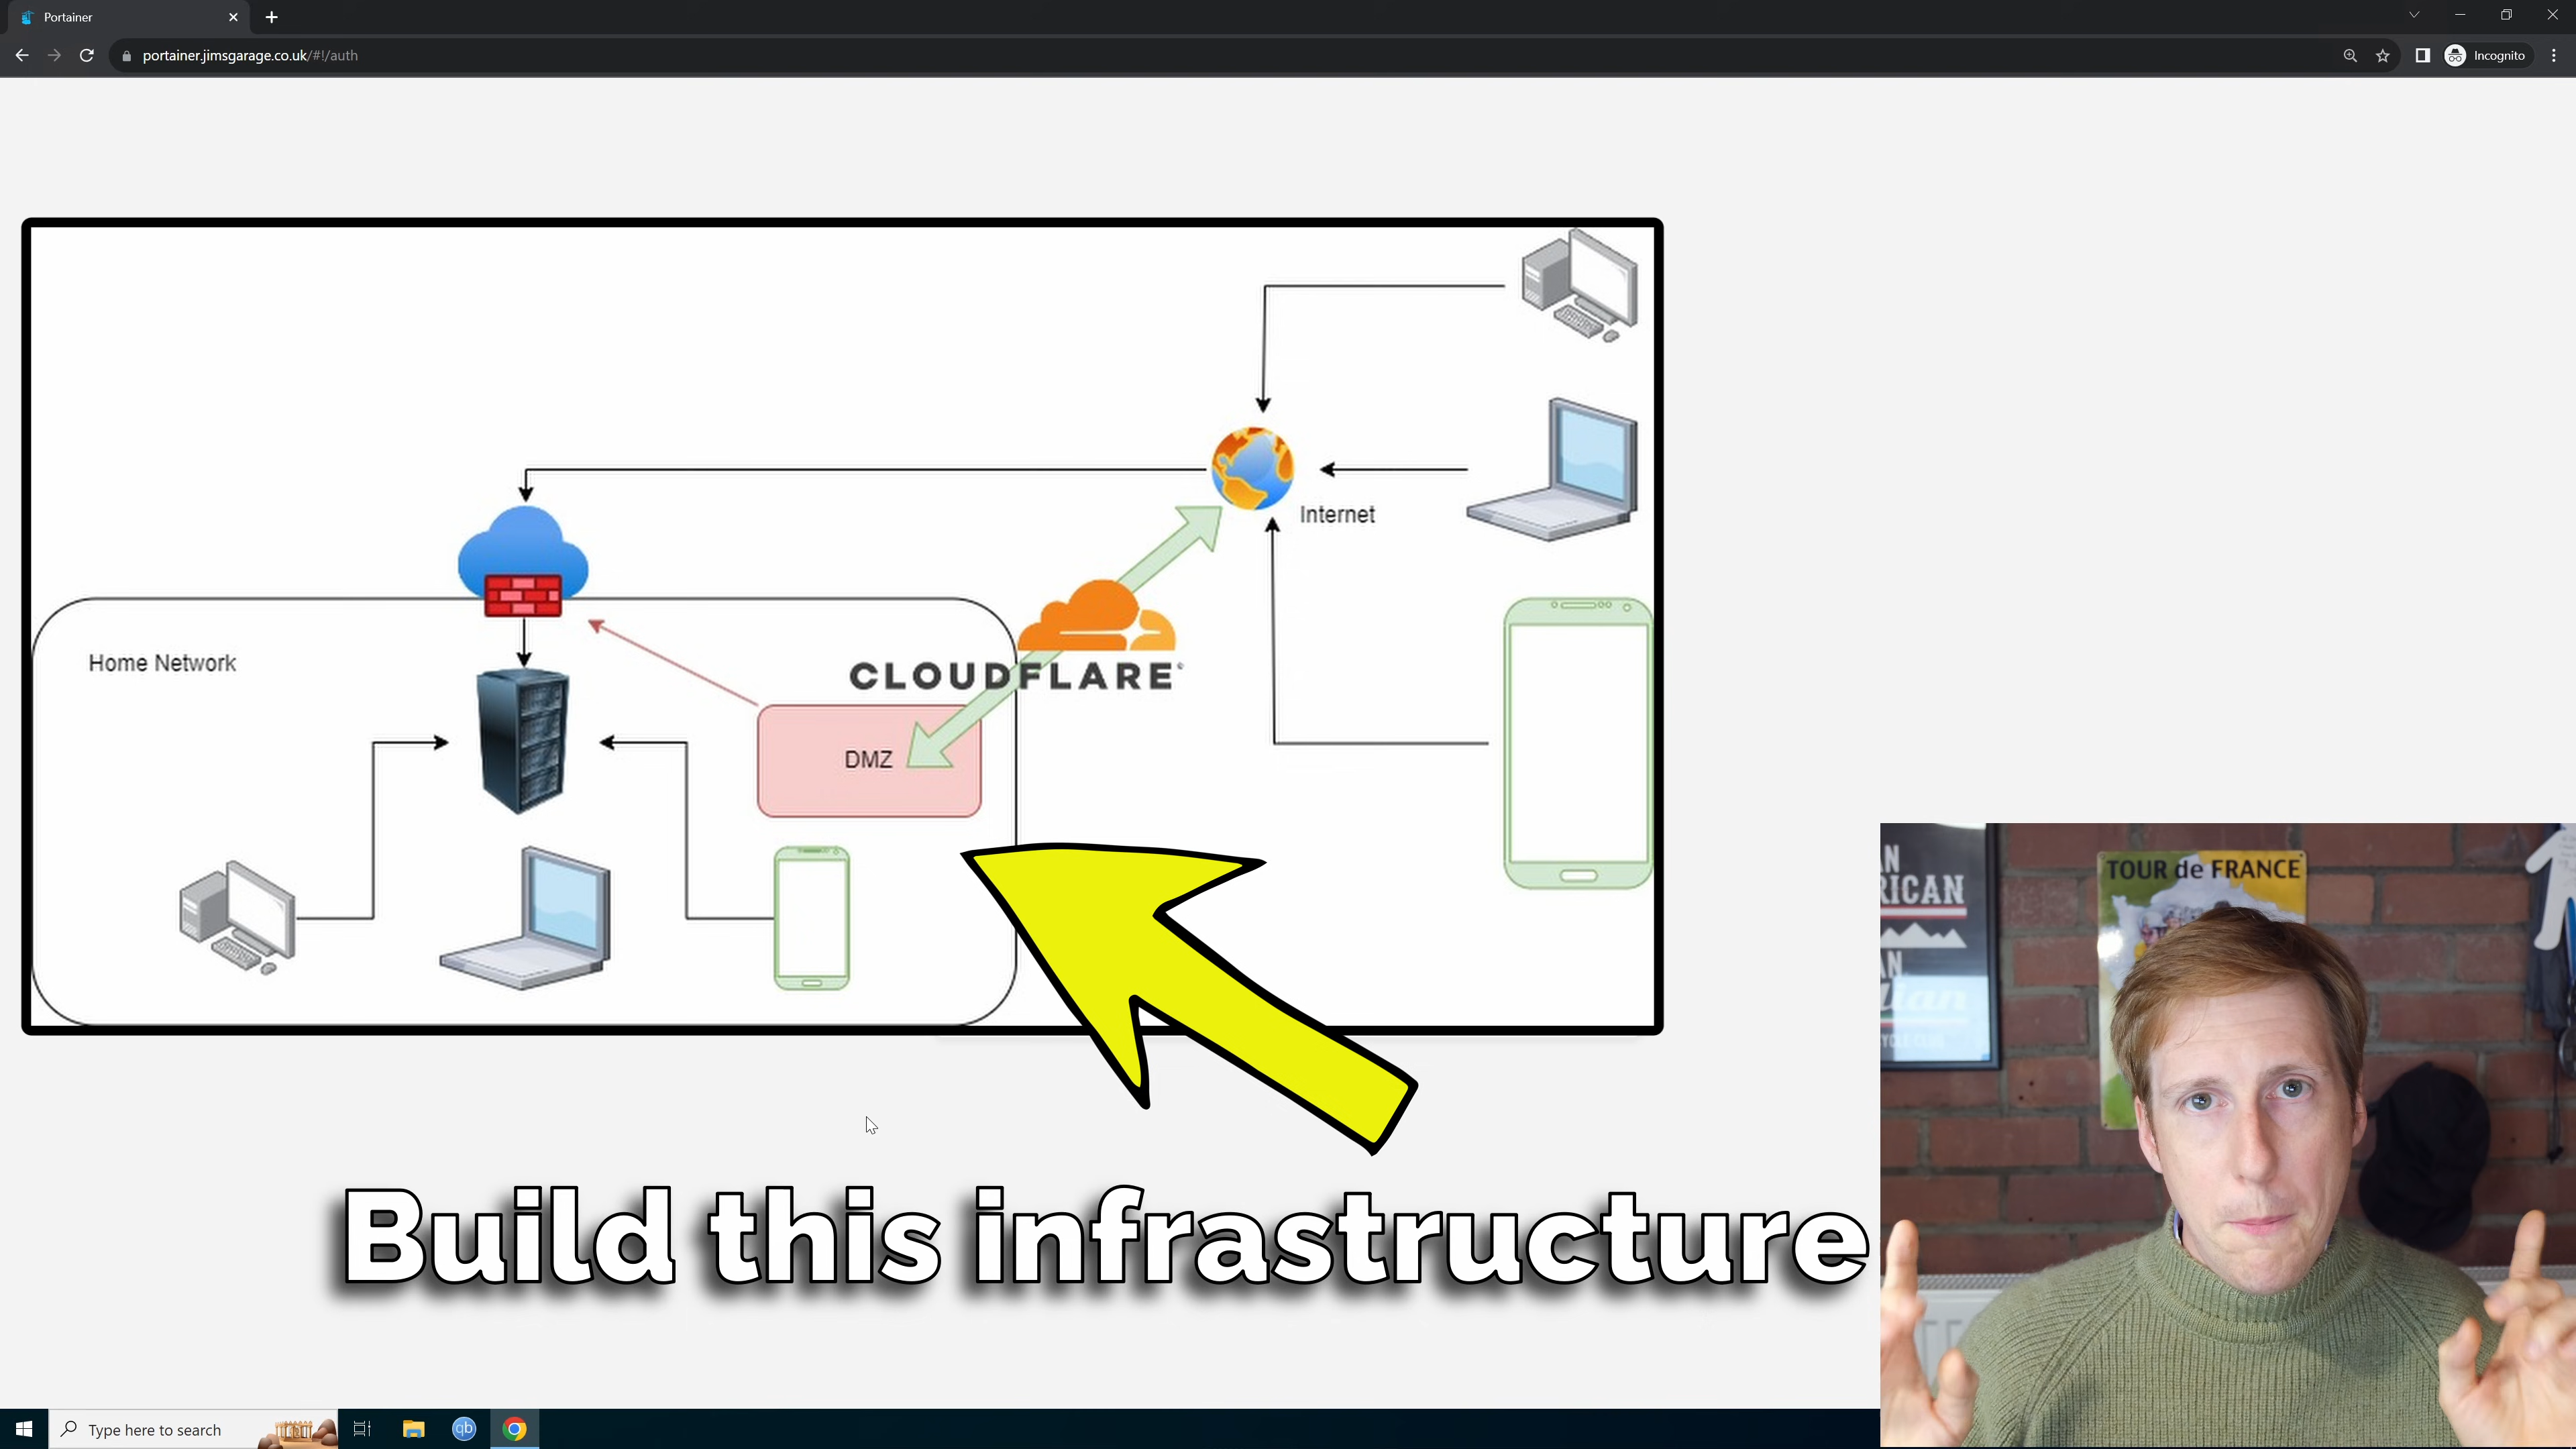 Portainer
portainer.jimsgarage.co.uk/#!/auth
Incognito
Internet
Home Network
CLOUDFLARE
DMZ
TOUR de FRANCE
Build this infrastructure
Type here to search
qb